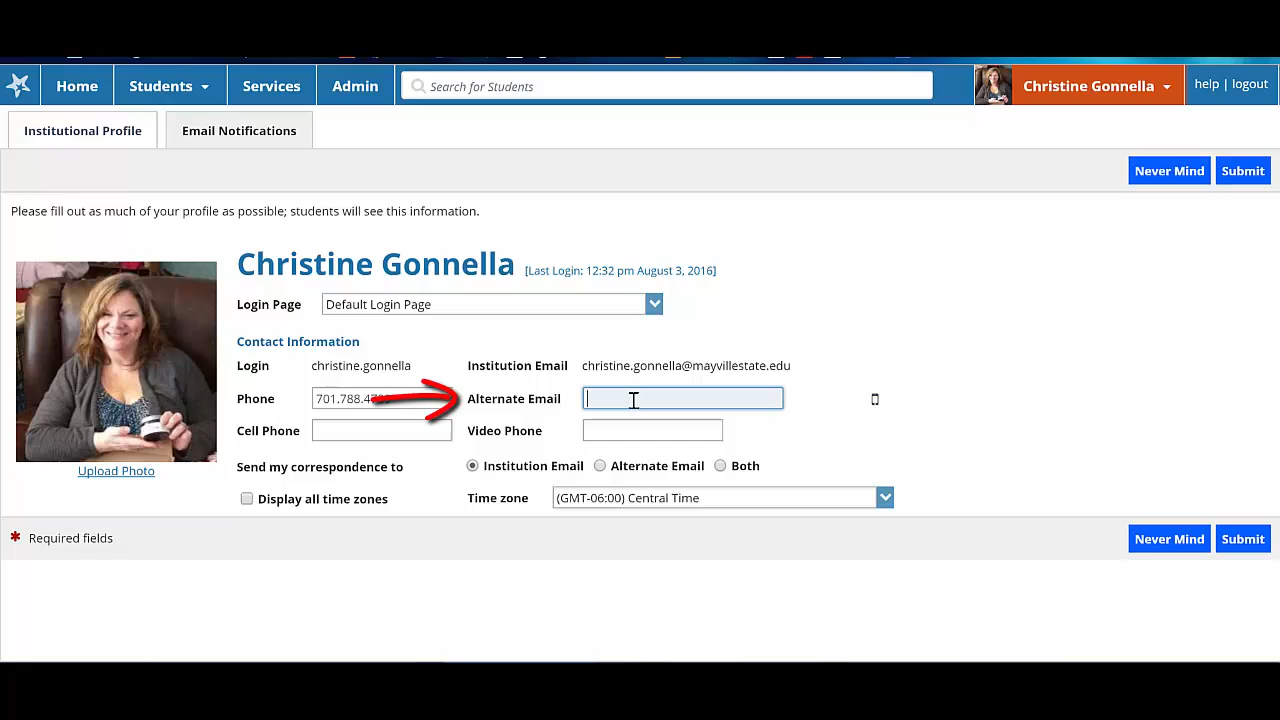 Home Students Services Admin Search for Students Christine Gonnella help | logout
Institutional Profile Email Notifications
Never Mind Submit
Please fill out as much of your profile as possible; students will see this information.
Christine Gonnella [Last Login: 12:32 pm August 3, 2016]
Login Page Default Login Page
Contact Information
Login christine.gonnella Institution Email christine.gonnella@mayvillestate.edu
Phone Alternate Email
Cell Phone Video Phone
Upload Photo Send my correspondence to Institution Email Alternate Email Both
Display all time zones Time zone (GMT-06:00) Central Time
* Required fields Never Mind Submit